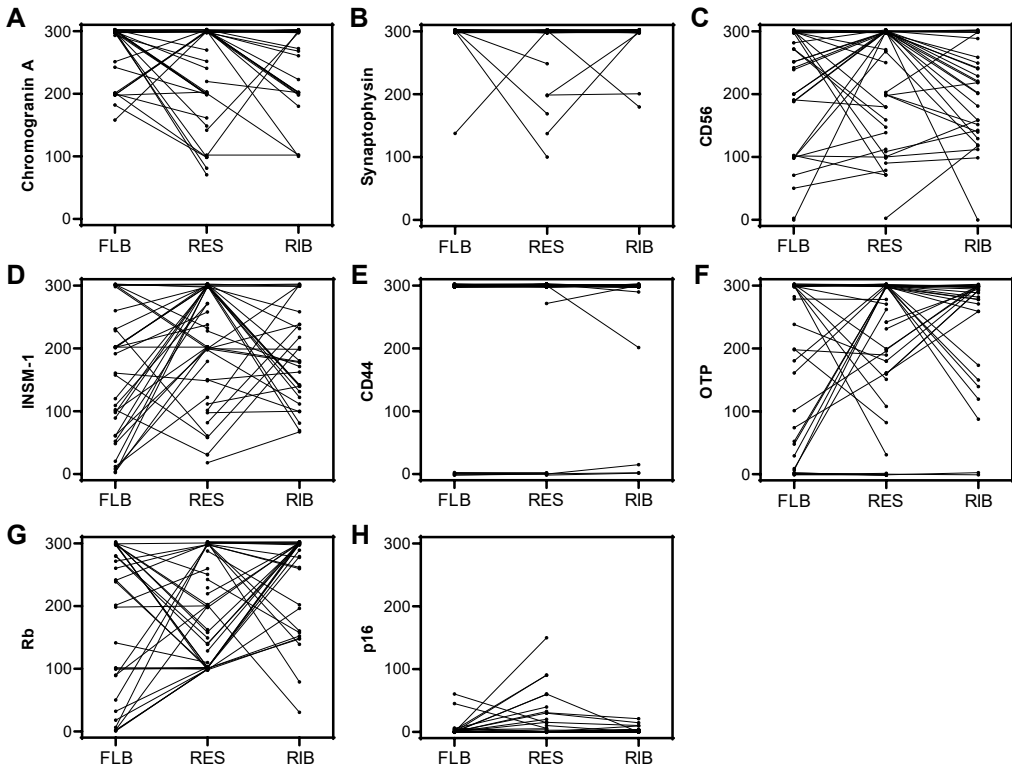 A
Chromogranin A
300
200
100
0
FLB RES RIB
B
Synaptophysin
300
200
100
0
FLB RES RIB
C
CD56
300
200
100
0
FLB RES RIB
D
INSM-1
300
200
100
0
FLB RES RIB
E
CD44
300
200
100
0
FLB RES RIB
F
OTP
300
200
100
0
FLB RES RIB
G
Rb
300
200
100
0
FLB RES RIB
H
p16
300
200
100
0
FLB RES RIB